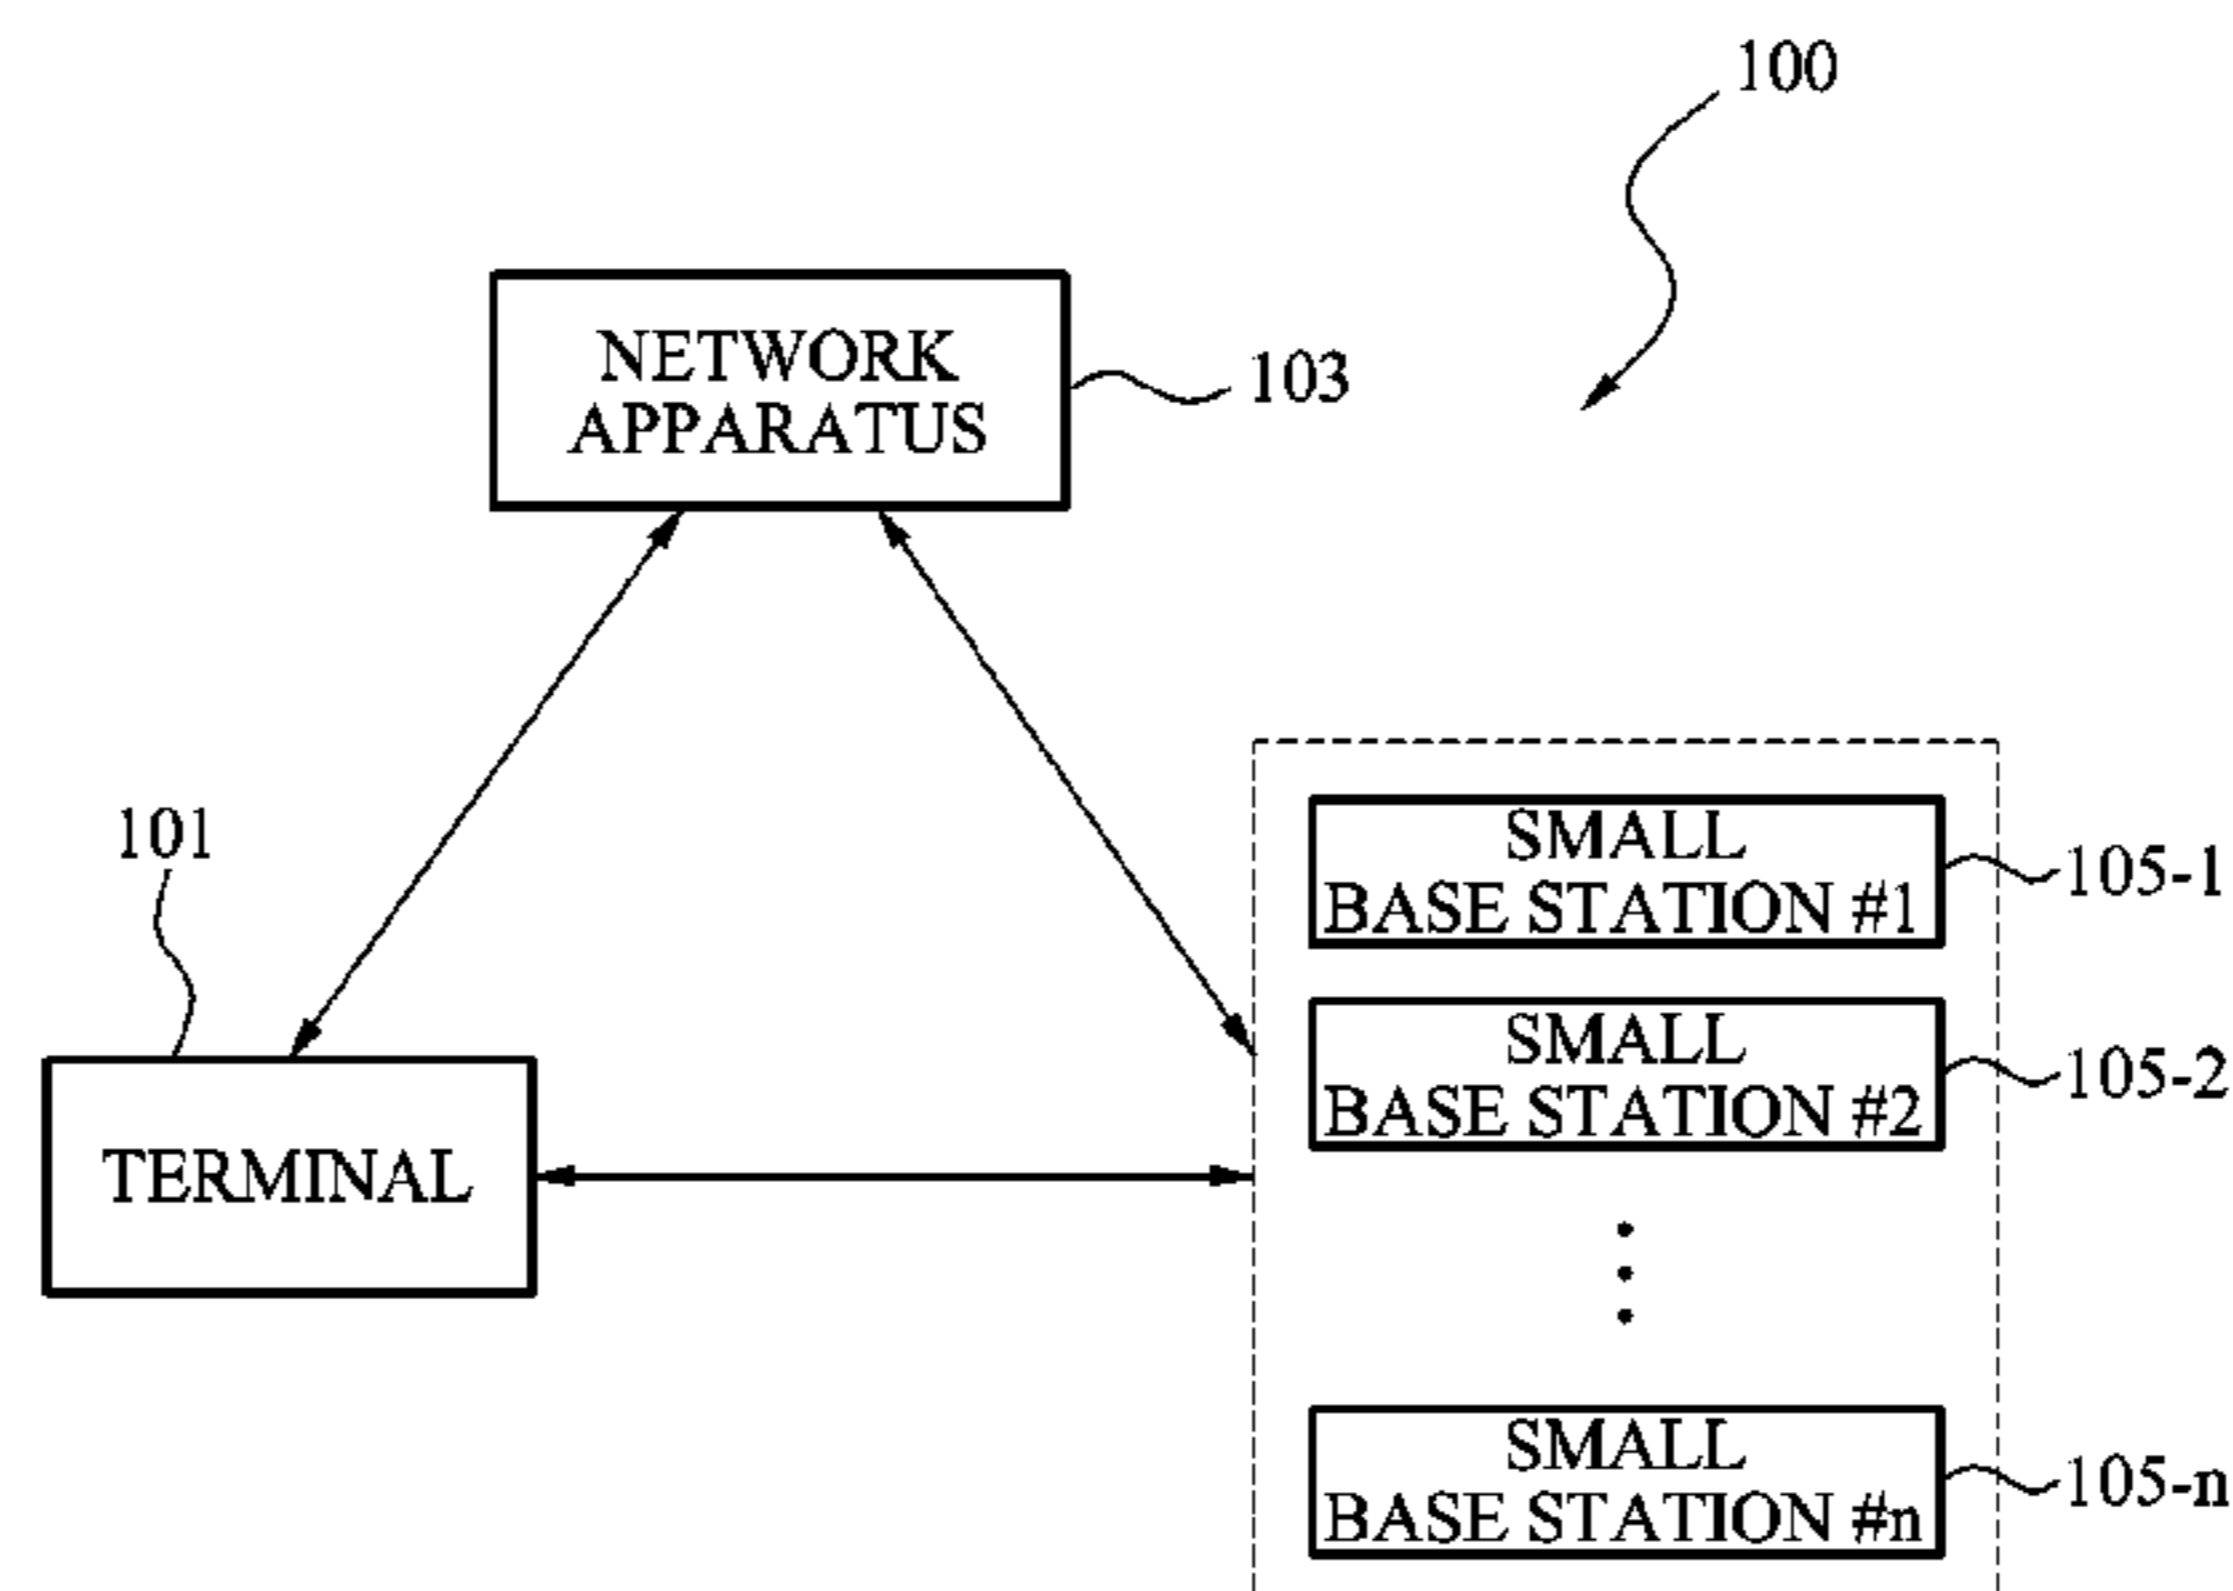 100
NETWORK
APPARATUS
103
101
TERMINAL
SMALL
BASE STATION #1
105-1
SMALL
BASE STATION #2
105-2
SMALL
BASE STATION #n
105-n